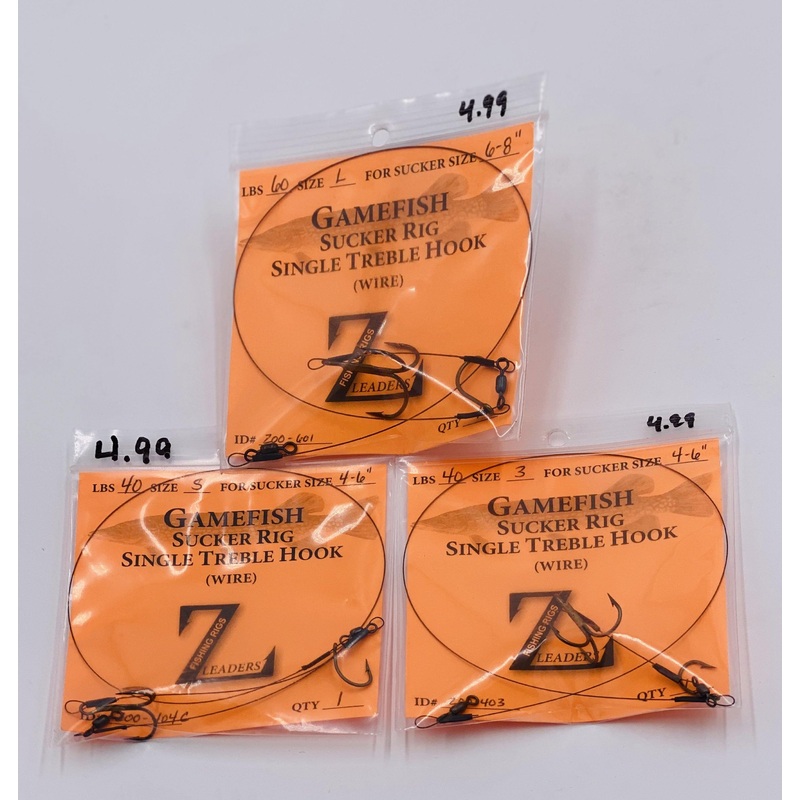 4.99
LBS 60 SIZE L FOR SUCKER SIZE 6-8"
GAMEFISH
SUCKER RIG
SINGLE TREBLE HOOK
(WIRE)
Z
FISHING RIGS
LEADERS
QTY
ID# 200-601
4.99
LBS 40 SIZE S FOR SUCKER SIZE 4-6"
GAMEFISH
SUCKER RIG
SINGLE TREBLE HOOK
(WIRE)
Z
FISHING RIGS
LEADERS
QTY 1
4.99
LBS 40 SIZE 3 FOR SUCKER SIZE 4-6"
GAMEFISH
SUCKER RIG
SINGLE TREBLE HOOK
(WIRE)
Z
FISHING RIGS
LEADERS
QTY
ID#